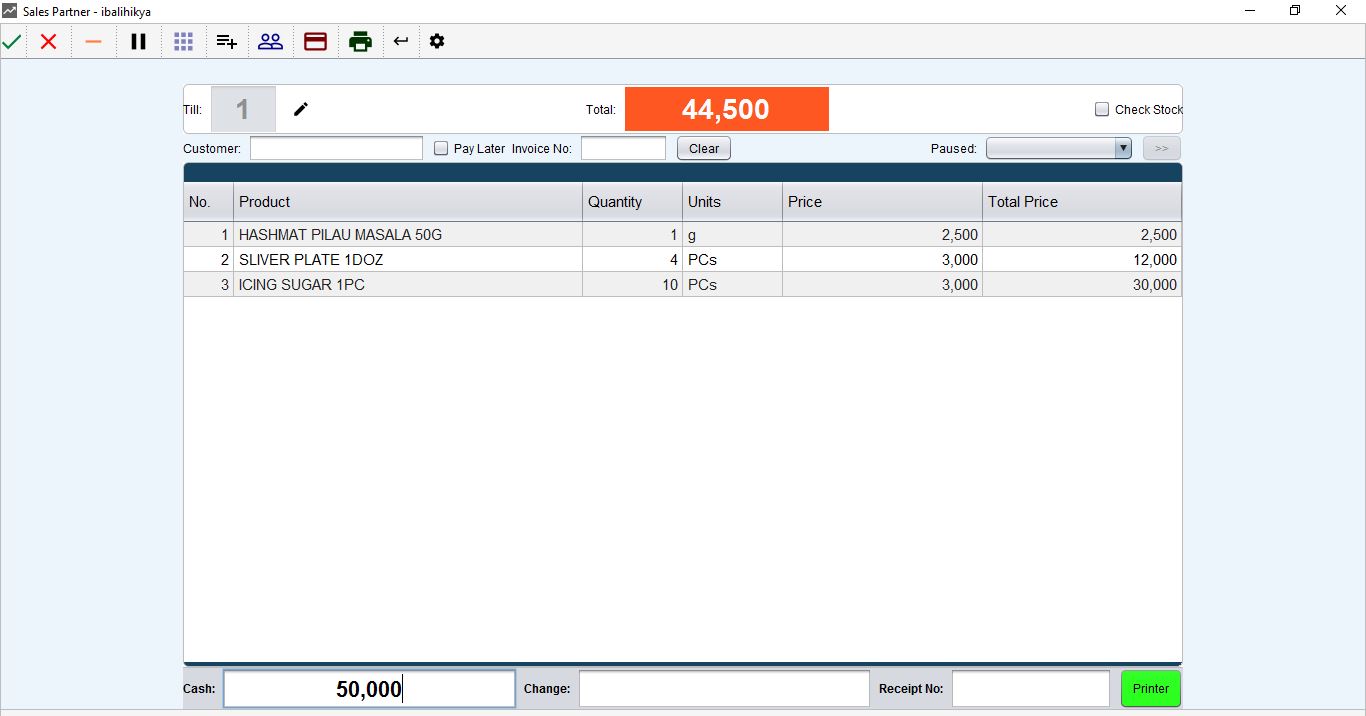 Sales Partner - ibalihikya
Till: 1 Total: 44,500 Check Stock
Customer: Pay Later Invoice No: Clear Paused: >>
No. Product Quantity Units Price Total Price
1 HASHMAT PILAU MASALA 50G 1 g 2,500 2,500
2 SLIVER PLATE 1DOZ 4 PCs 3,000 12,000
3 ICING SUGAR 1PC 10 PCs 3,000 30,000
Cash: 50,000 Change: Receipt No: Printer